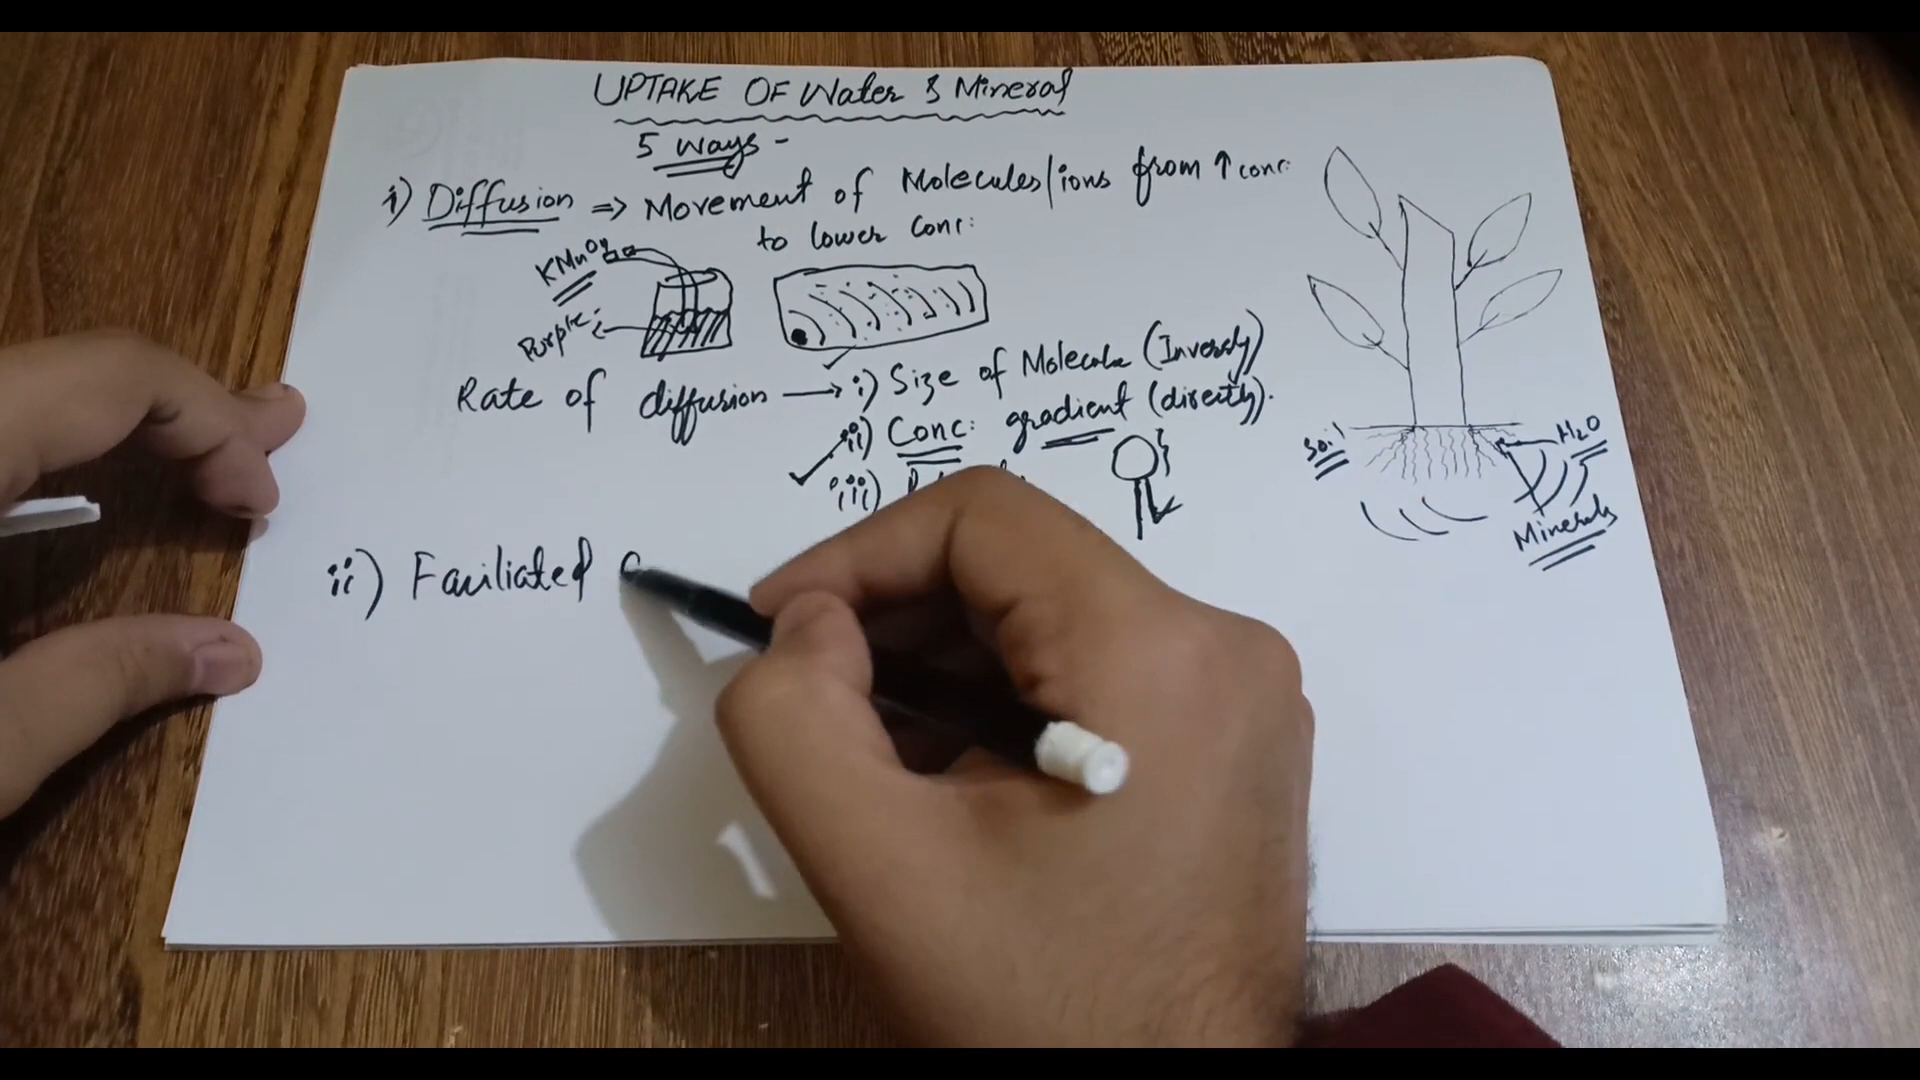 UPTAKE OF Water & Mineral
5 Ways -
i) Diffusion => Movement of Molecules/ions from ↑ conc:
to lower Conc:
KMnO4
Purple
Rate of diffusion → i) Size of Molecule (Inversly)
ii) Conc: gradient (directly).
iii)
Soil
H2O
Minerals
ii) Faciliated